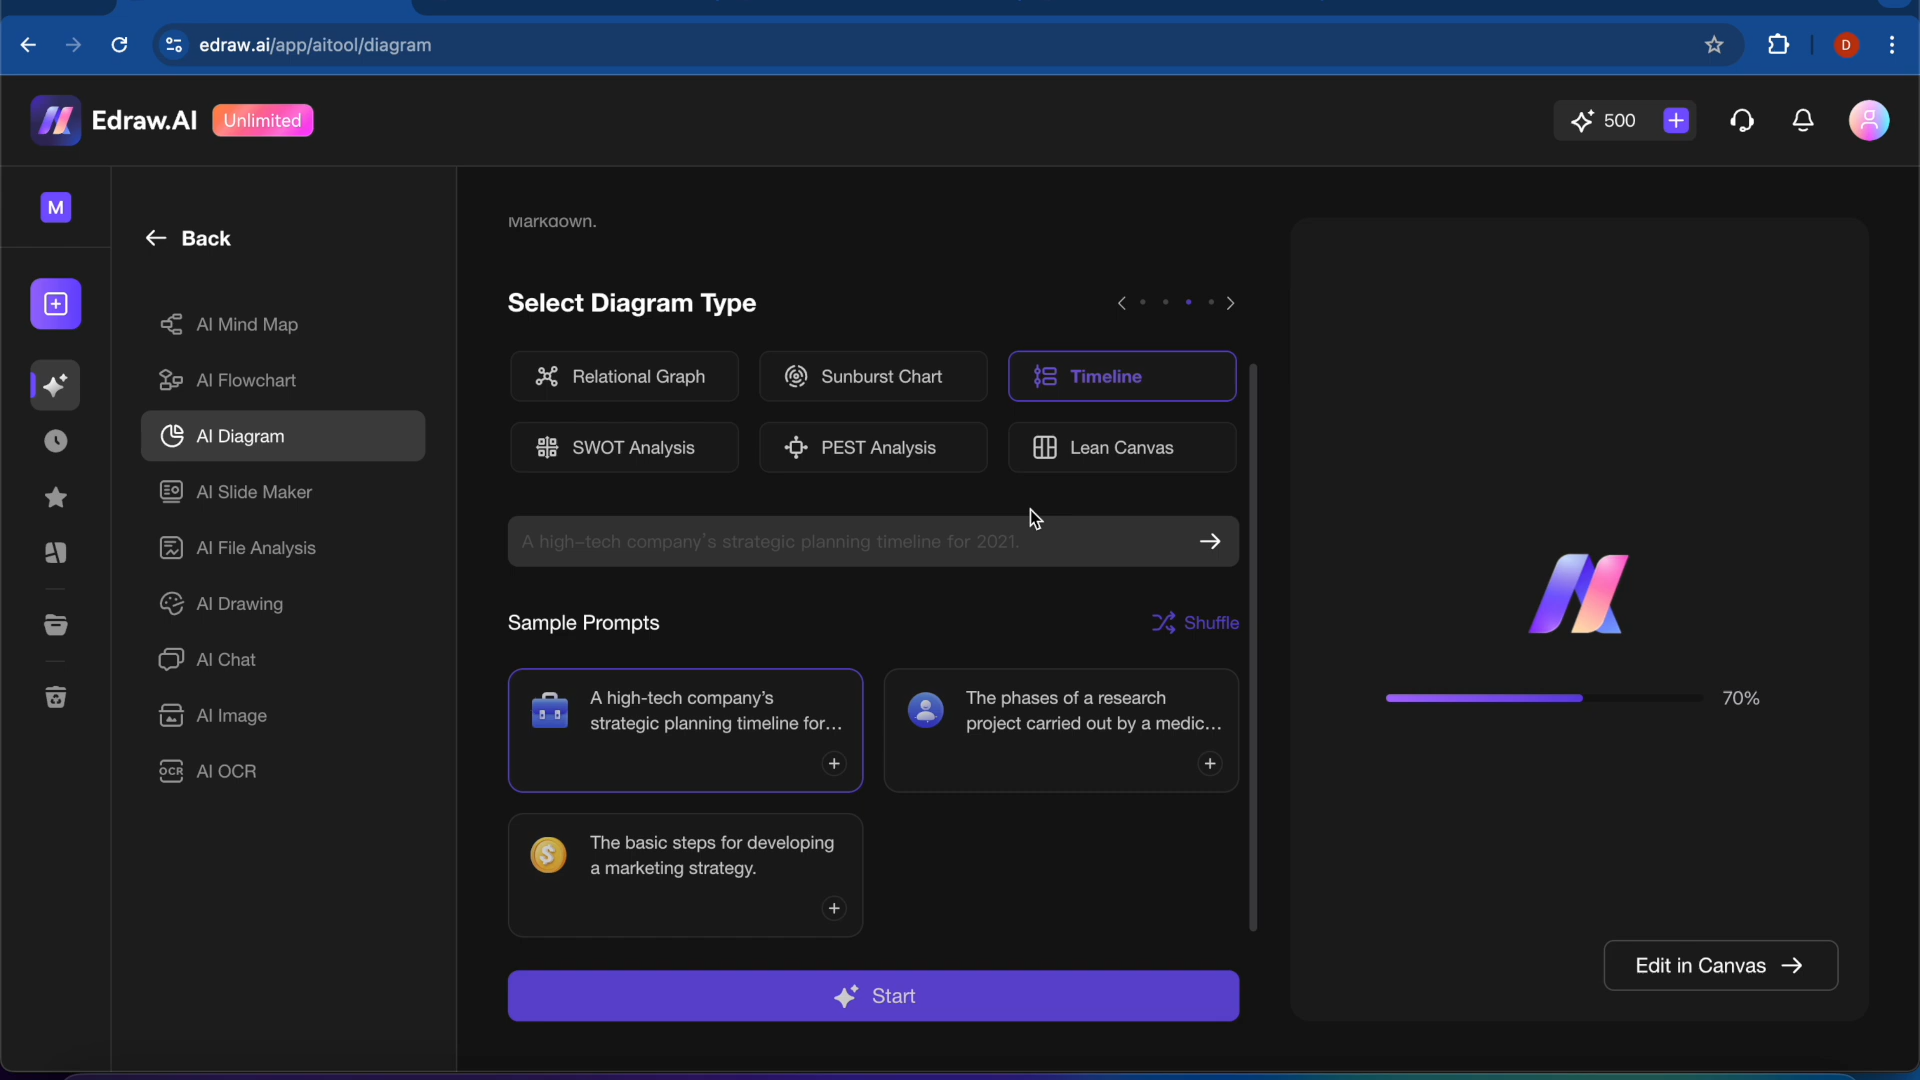 edraw.ai/app/aitool/diagram
D
Edraw.AI
Unlimited
500
M
Back
AI Mind Map
AI Flowchart
AI Diagram
AI Slide Maker
AI File Analysis
AI Drawing
AI Chat
AI Image
OCR
AI OCR
Markdown.
Select Diagram Type
Relational Graph
Sunburst Chart
Timeline
SWOT Analysis
PEST Analysis
Lean Canvas
A high-tech company's strategic planning timeline for 2021.
Sample Prompts
Shuffle
A high-tech company's
strategic planning timeline for...
The phases of a research
project carried out by a medic...
The basic steps for developing
a marketing strategy.
Start
70%
Edit in Canvas